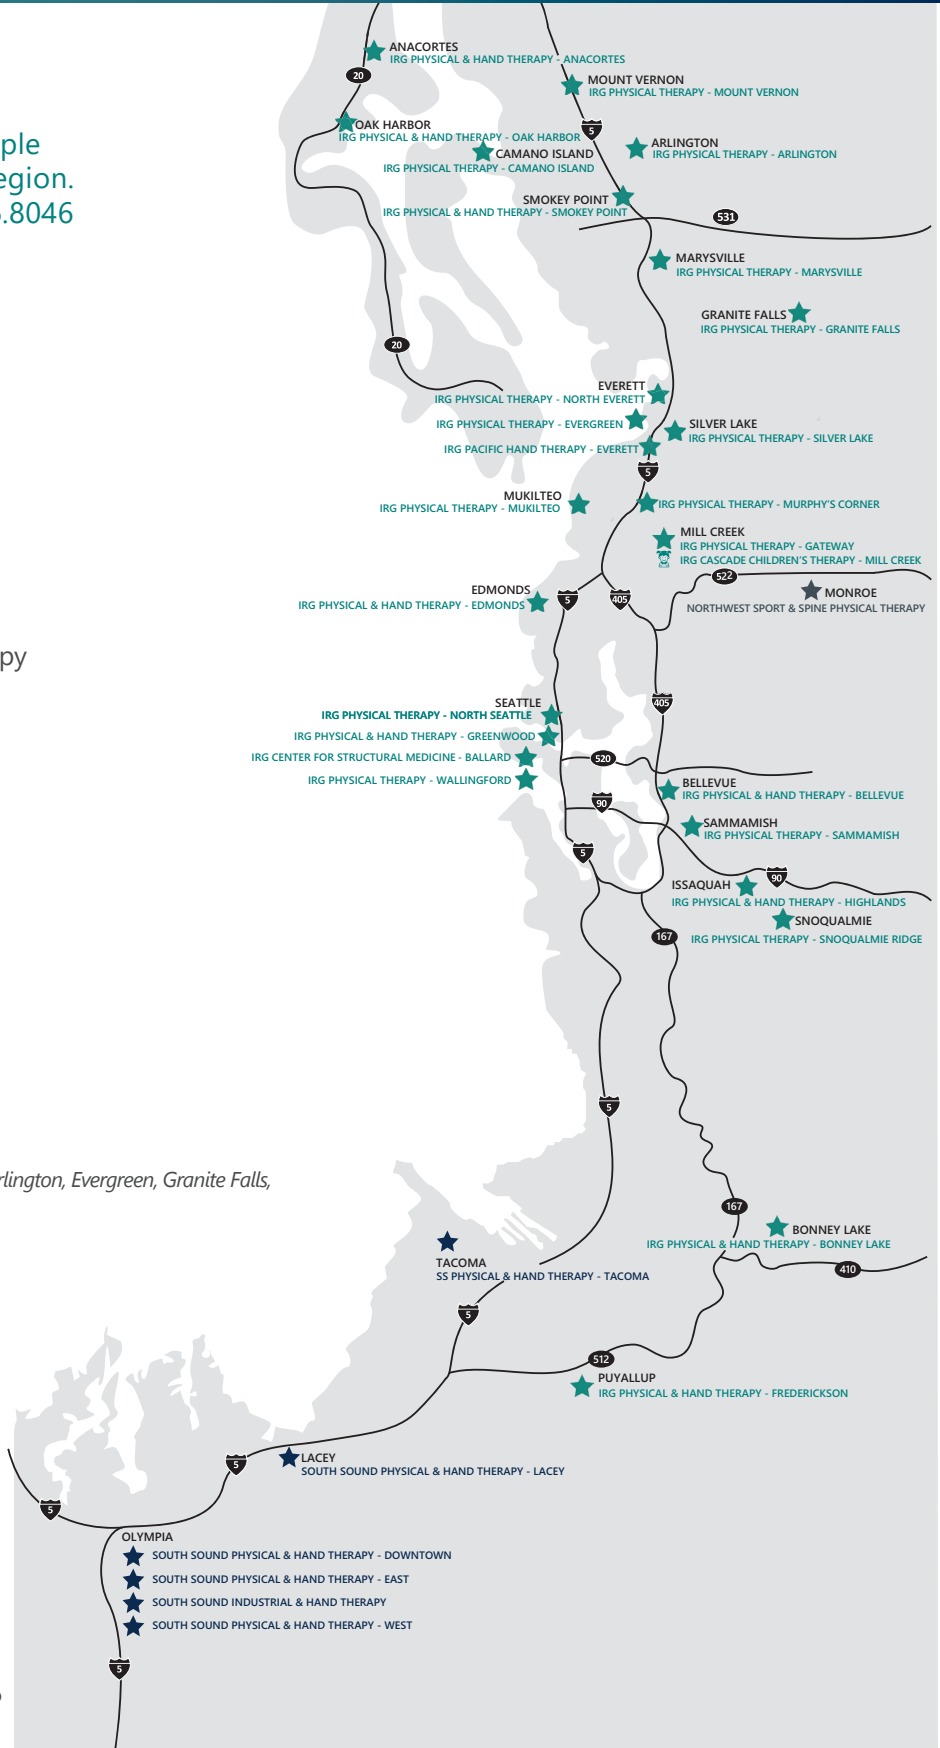 ANACORTES
IRG PHYSICAL & HAND THERAPY - ANACORTES
20
MOUNT VERNON
IRG PHYSICAL THERAPY - MOUNT VERNON
OAK HARBOR
IRG PHYSICAL & HAND THERAPY - OAK HARBOR
5
ple
egion.
.8046
CAMANO ISLAND
IRG PHYSICAL THERAPY - CAMANO ISLAND
ARLINGTON
IRG PHYSICAL THERAPY - ARLINGTON
SMOKEY POINT
IRG PHYSICAL & HAND THERAPY - SMOKEY POINT
531
MARYSVILLE
IRG PHYSICAL THERAPY - MARYSVILLE
GRANITE FALLS
IRG PHYSICAL THERAPY - GRANITE FALLS
20
EVERETT
IRG PHYSICAL THERAPY - NORTH EVERETT
IRG PHYSICAL THERAPY - EVERGREEN
SILVER LAKE
IRG PHYSICAL THERAPY - SILVER LAKE
IRG PACIFIC HAND THERAPY - EVERETT
5
MUKILTEO
IRG PHYSICAL THERAPY - MUKILTEO
IRG PHYSICAL THERAPY - MURPHY'S CORNER
MILL CREEK
IRG PHYSICAL THERAPY - GATEWAY
IRG CASCADE CHILDREN'S THERAPY - MILL CREEK
522
MONROE
NORTHWEST SPORT & SPINE PHYSICAL THERAPY
EDMONDS
IRG PHYSICAL & HAND THERAPY - EDMONDS
5
405
py
405
SEATTLE
IRG PHYSICAL THERAPY - NORTH SEATTLE
IRG PHYSICAL & HAND THERAPY - GREENWOOD
IRG CENTER FOR STRUCTURAL MEDICINE - BALLARD
IRG PHYSICAL THERAPY - WALLINGFORD
520
BELLEVUE
IRG PHYSICAL & HAND THERAPY - BELLEVUE
90
SAMMAMISH
IRG PHYSICAL THERAPY - SAMMAMISH
5
90
ISSAQUAH
IRG PHYSICAL & HAND THERAPY - HIGHLANDS
SNOQUALMIE
IRG PHYSICAL THERAPY - SNOQUALMIE RIDGE
167
5
rlington, Evergreen, Granite Falls,
167
BONNEY LAKE
IRG PHYSICAL & HAND THERAPY - BONNEY LAKE
410
TACOMA
SS PHYSICAL & HAND THERAPY - TACOMA
5
512
PUYALLUP
IRG PHYSICAL & HAND THERAPY - FREDERICKSON
LACEY
SOUTH SOUND PHYSICAL & HAND THERAPY - LACEY
5
5
OLYMPIA
SOUTH SOUND PHYSICAL & HAND THERAPY - DOWNTOWN
SOUTH SOUND PHYSICAL & HAND THERAPY - EAST
SOUTH SOUND INDUSTRIAL & HAND THERAPY
SOUTH SOUND PHYSICAL & HAND THERAPY - WEST
5